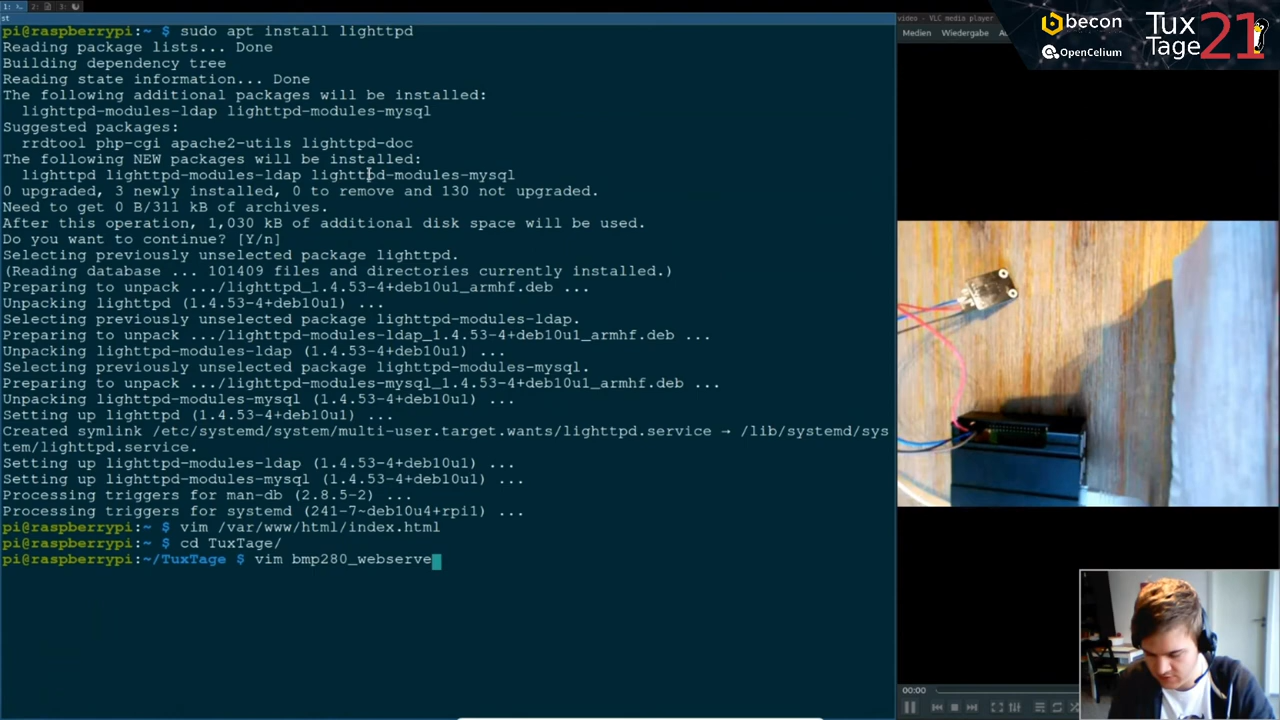 1:
2:
3:
st
pi@raspberrypi:~ $ sudo apt install lighttpd
Reading package lists... Done
Building dependency tree
Reading state information... Done
The following additional packages will be installed:
  lighttpd-modules-ldap lighttpd-modules-mysql
Suggested packages:
  rrdtool php-cgi apache2-utils lighttpd-doc
The following NEW packages will be installed:
  lighttpd lighttpd-modules-ldap lighttpd-modules-mysql
0 upgraded, 3 newly installed, 0 to remove and 130 not upgraded.
Need to get 0 B/311 kB of archives.
After this operation, 1,030 kB of additional disk space will be used.
Do you want to continue? [Y/n]
Selecting previously unselected package lighttpd.
(Reading database ... 101409 files and directories currently installed.)
Preparing to unpack .../lighttpd_1.4.53-4+deb10u1_armhf.deb ...
Unpacking lighttpd (1.4.53-4+deb10u1) ...
Selecting previously unselected package lighttpd-modules-ldap.
Preparing to unpack .../lighttpd-modules-ldap_1.4.53-4+deb10u1_armhf.deb ...
Unpacking lighttpd-modules-ldap (1.4.53-4+deb10u1) ...
Selecting previously unselected package lighttpd-modules-mysql.
Preparing to unpack .../lighttpd-modules-mysql_1.4.53-4+deb10u1_armhf.deb ...
Unpacking lighttpd-modules-mysql (1.4.53-4+deb10u1) ...
Setting up lighttpd (1.4.53-4+deb10u1) ...
Created symlink /etc/systemd/system/multi-user.target.wants/lighttpd.service → /lib/systemd/sys
tem/lighttpd.service.
Setting up lighttpd-modules-ldap (1.4.53-4+deb10u1) ...
Setting up lighttpd-modules-mysql (1.4.53-4+deb10u1) ...
Processing triggers for man-db (2.8.5-2) ...
Processing triggers for systemd (241-7~deb10u4+rpi1) ...
pi@raspberrypi:~ $ vim /var/www/html/index.html
pi@raspberrypi:~ $ cd TuxTage/
pi@raspberrypi:~/TuxTage $ vim bmp280_webserve
video - VLC media player
Medien Wiedergabe
becon
OpenCelium
Tux
Tage
21
00:00